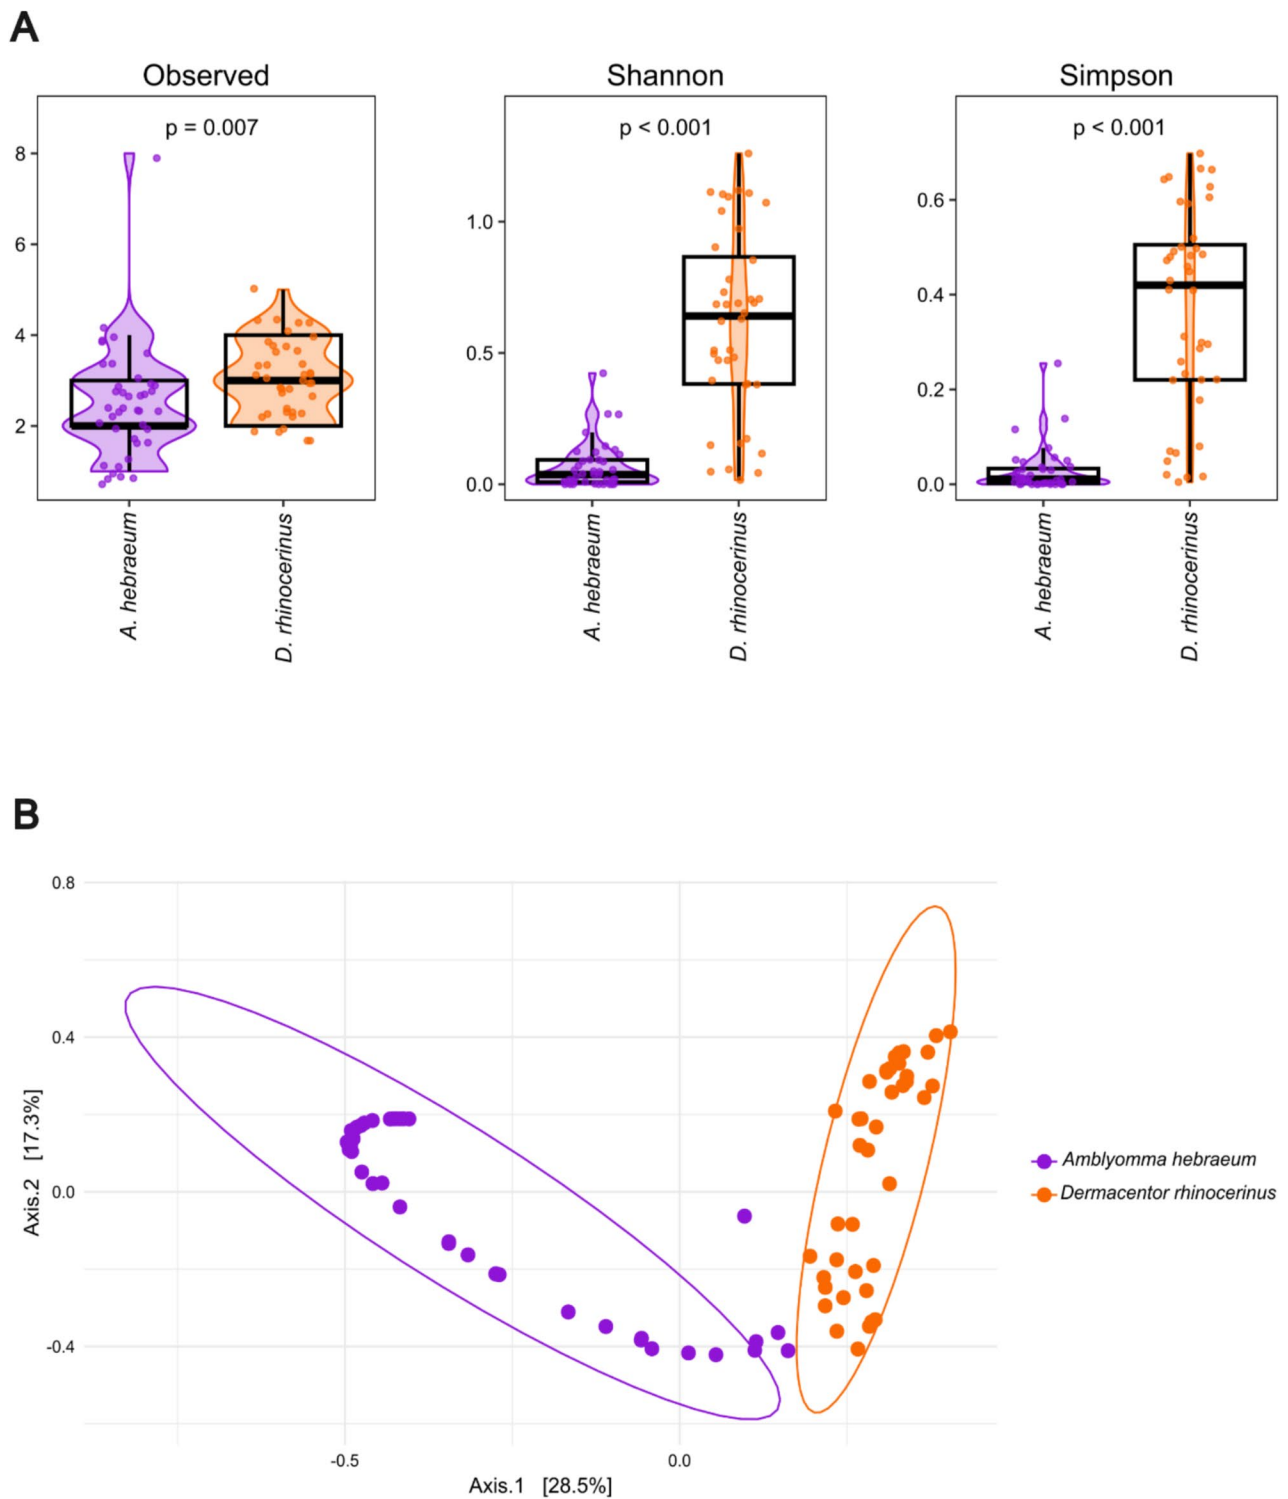 A
Observed
Shannon
Simpson
p = 0.007
p < 0.001
p < 0.001
8
6
4
2
1.0
0.5
0.0
0.6
0.4
0.2
0.0
A. hebraeum
D. rhinocerinus
A. hebraeum
D. rhinocerinus
A. hebraeum
D. rhinocerinus
B
0.8
0.4
0.0
-0.4
Axis.2 [17.3%]
-0.5
0.0
Axis.1 [28.5%]
Amblyomma hebraeum
Dermacentor rhinocerinus